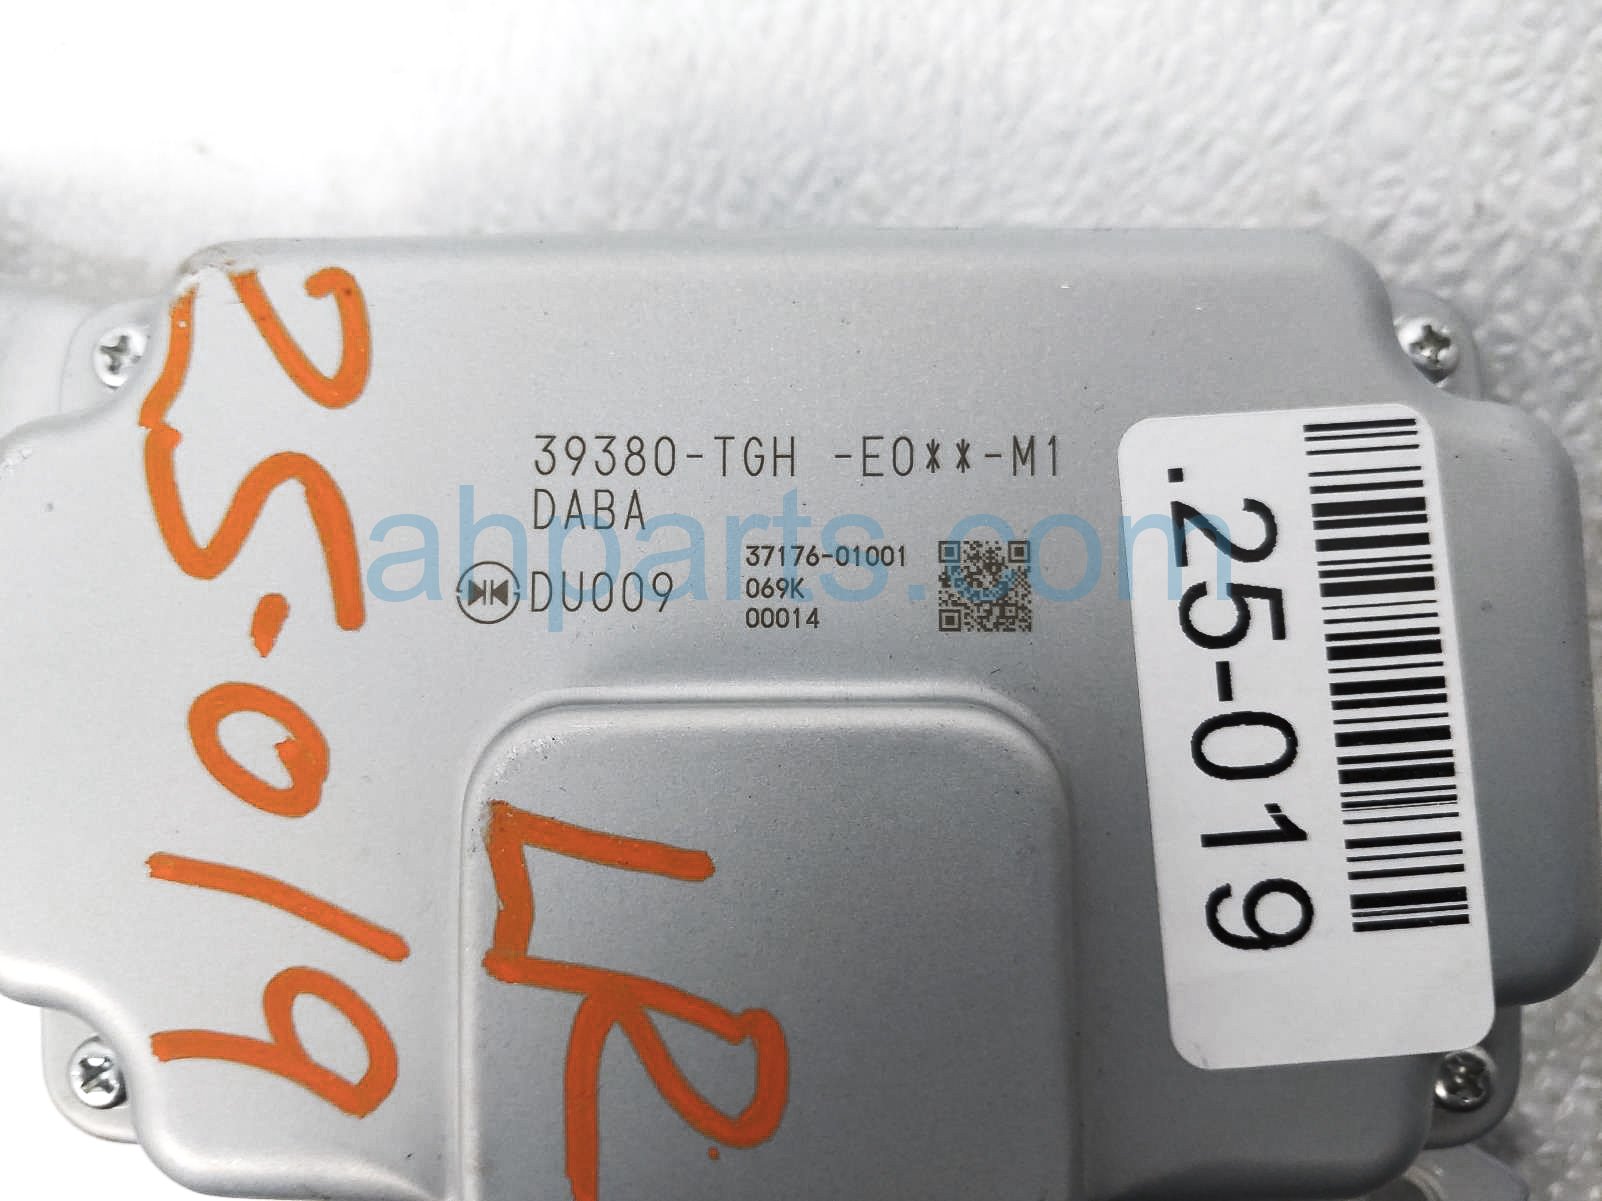 39380-TGH -E0**-M1
DABA
DU009
37176-01001
069K
00014
.25-019
25-019
LR
ahparts.com